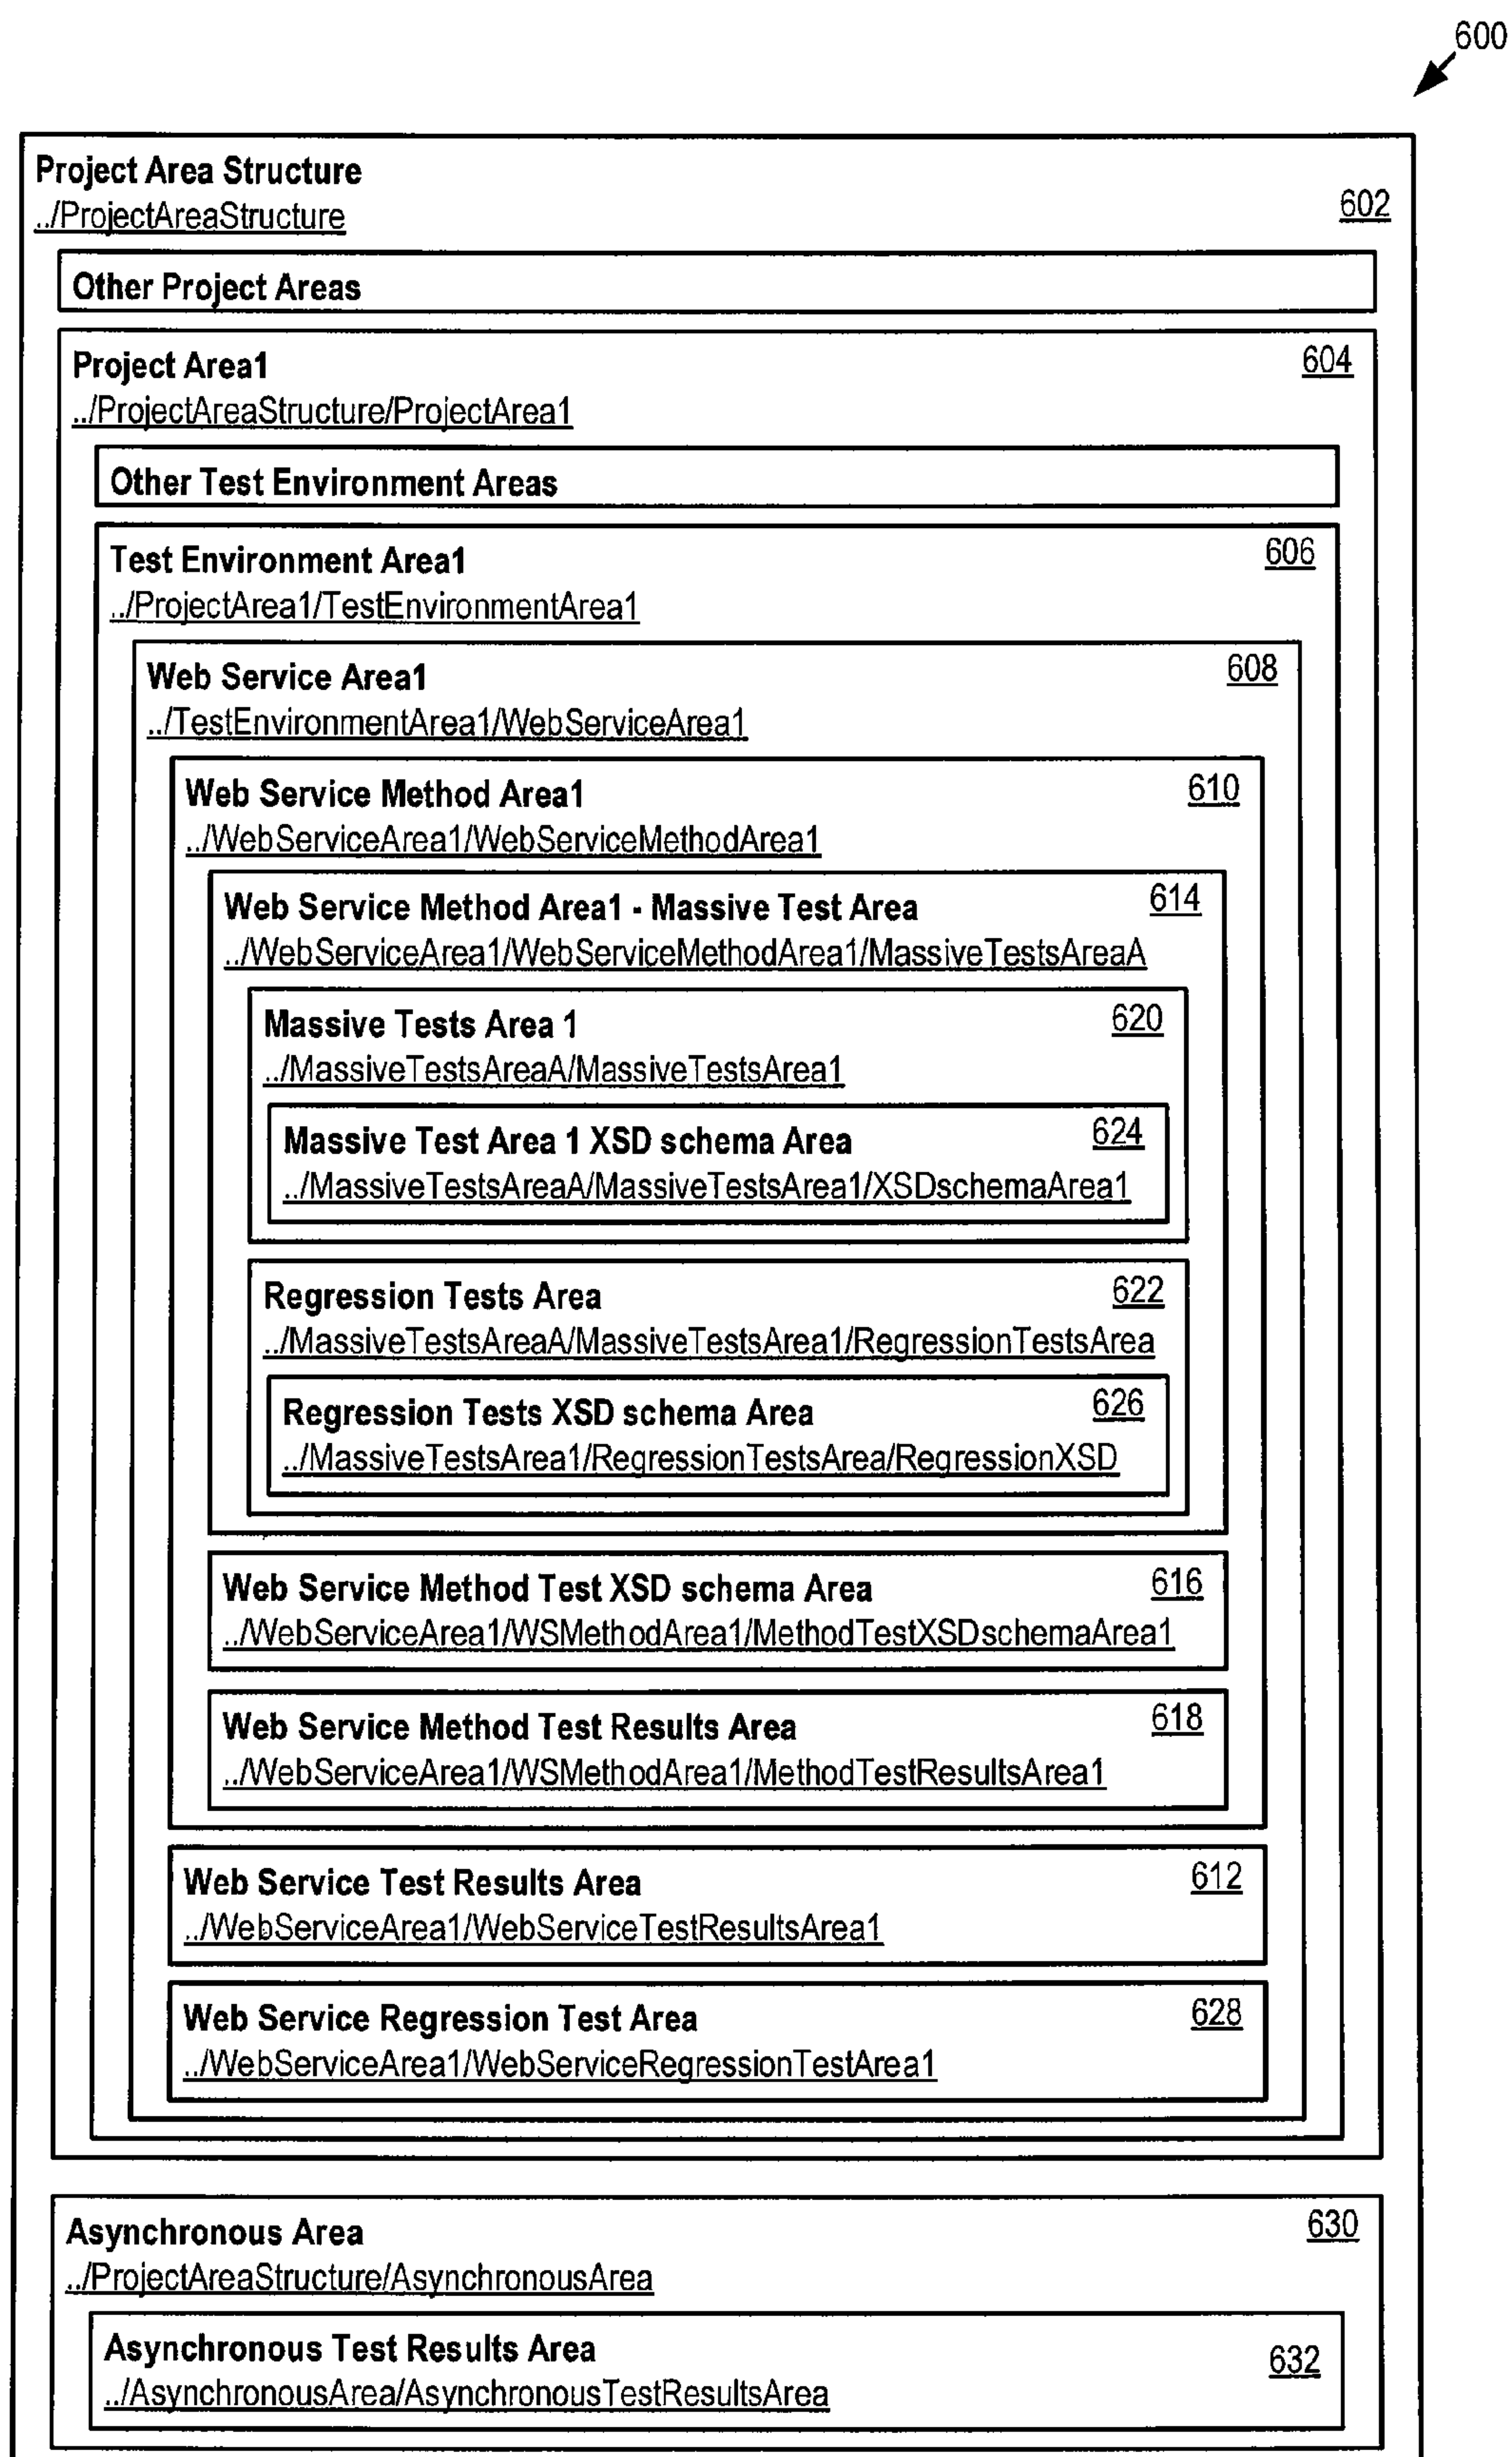 600
Project Area Structure
../ProjectAreaStructure
602
Other Project Areas
Project Area1
604
../ProjectAreaStructure/ProjectArea1
Other Test Environment Areas
Test Environment Area1
606
../ProjectArea1/TestEnvironmentArea1
Web Service Area1
608
../TestEnvironmentArea1/WebServiceArea1
Web Service Method Area1
610
../WebServiceArea1/WebServiceMethodArea1
Web Service Method Area1 - Massive Test Area
614
../WebServiceArea1/WebServiceMethodArea1/MassiveTestsAreaA
Massive Tests Area 1
620
../MassiveTestsAreaA/MassiveTestsArea1
Massive Test Area 1 XSD schema Area
624
../MassiveTestsAreaA/MassiveTestsArea1/XSDschemaArea1
Regression Tests Area
622
../MassiveTestsAreaA/MassiveTestsArea1/RegressionTestsArea
Regression Tests XSD schema Area
626
../MassiveTestsArea1/RegressionTestsArea/RegressionXSD
Web Service Method Test XSD schema Area
616
../WebServiceArea1/WSMethodArea1/MethodTestXSDschemaArea1
Web Service Method Test Results Area
618
../WebServiceArea1/WSMethodArea1/MethodTestResultsArea1
Web Service Test Results Area
612
../WebServiceArea1/WebServiceTestResultsArea1
Web Service Regression Test Area
628
../WebServiceArea1/WebServiceRegressionTestArea1
Asynchronous Area
630
../ProjectAreaStructure/AsynchronousArea
Asynchronous Test Results Area
632
../AsynchronousArea/AsynchronousTestResultsArea